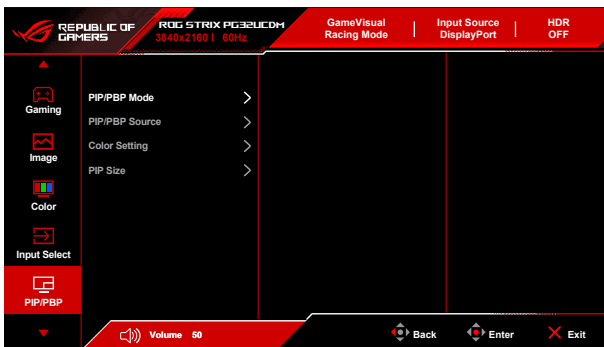 REPUBLIC OF
GAMERS
ROG STRIX PG32UCDM
3840x2160 | 60Hz
GameVisual
Racing Mode
Input Source
DisplayPort
HDR
OFF
Gaming
Image
Color
Input Select
PIP/PBP
PIP/PBP Mode
PIP/PBP Source
Color Setting
PIP Size
Volume 50
Back
Enter
Exit